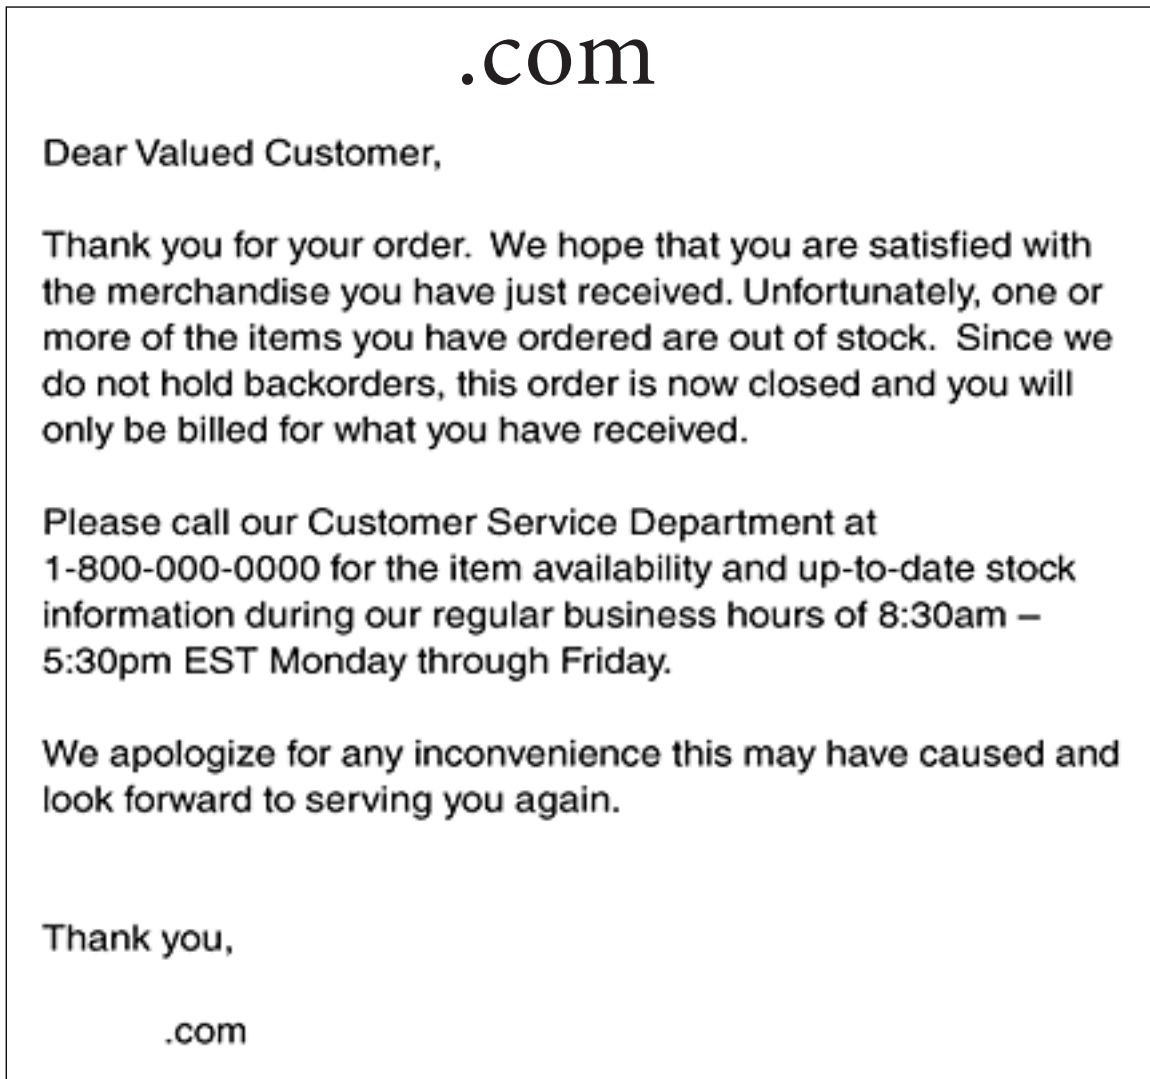 .com
Dear Valued Customer,
Thank you for your order.  We hope that you are satisfied with
the merchandise you have just received. Unfortunately, one or
more of the items you have ordered are out of stock.  Since we
do not hold backorders, this order is now closed and you will
only be billed for what you have received.
Please call our Customer Service Department at
1-800-000-0000 for the item availability and up-to-date stock
information during our regular business hours of 8:30am –
5:30pm EST Monday through Friday.
We apologize for any inconvenience this may have caused and
look forward to serving you again.
Thank you,
.com